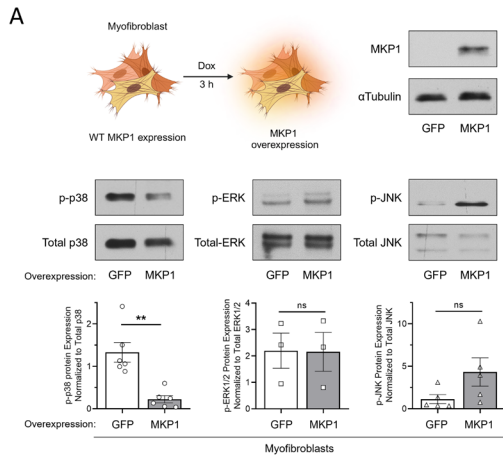 A
Myofibroblast
Dox
3 h
WT MKP1 expression
MKP1
overexpression
MKP1
αTubulin
GFP MKP1
p-p38
Total p38
Overexpression: GFP MKP1
p-ERK
Total-ERK
GFP MKP1
p-JNK
Total JNK
GFP MKP1
p-p38 protein Expression
Normalized to Total p38
3
2
1
0
**
Overexpression: GFP MKP1
p-ERK1/2 Protein Expression
Normalized to Total ERK1/2
4
3
2
1
0
ns
GFP MKP1
p-JNK Protein Expression
Normalized to Total JNK
10
5
0
ns
GFP MKP1
Myofibroblasts